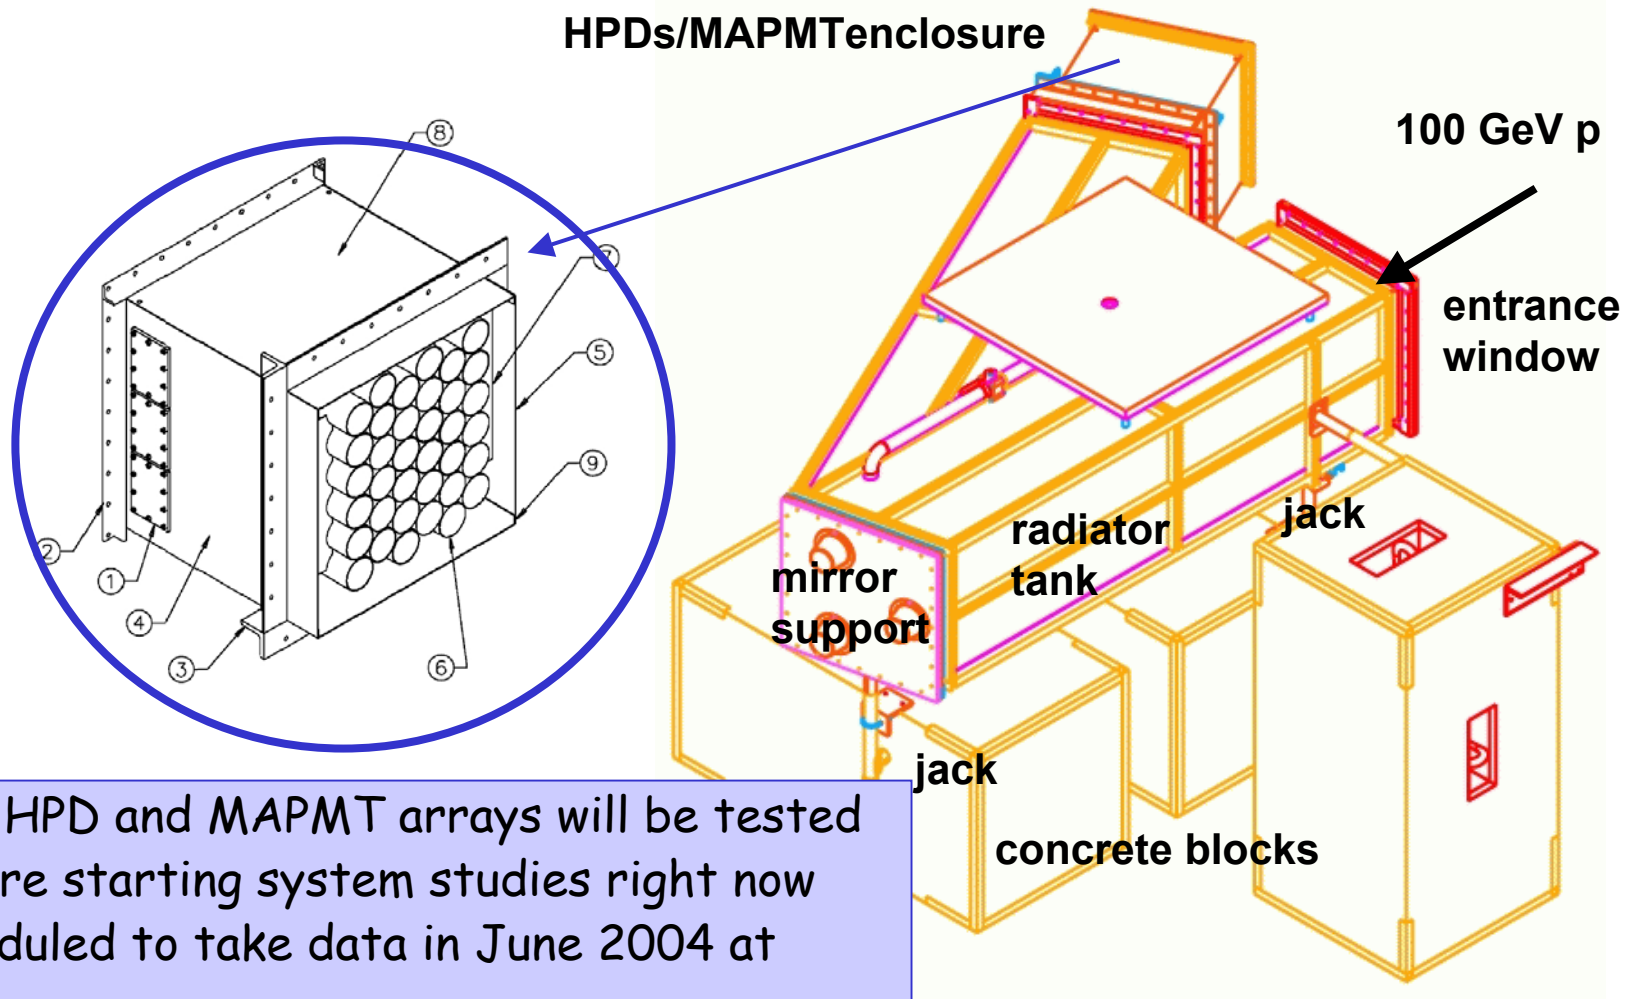 HPDs/MAPMTenclosure
100 GeV p
8
7
5
entrance
window
9
jack
radiator
tank
2
1
mirror
support
4
3
6
jack
HPD and MAPMT arrays will be tested
re starting system studies right now
duled to take data in June 2004 at
concrete blocks